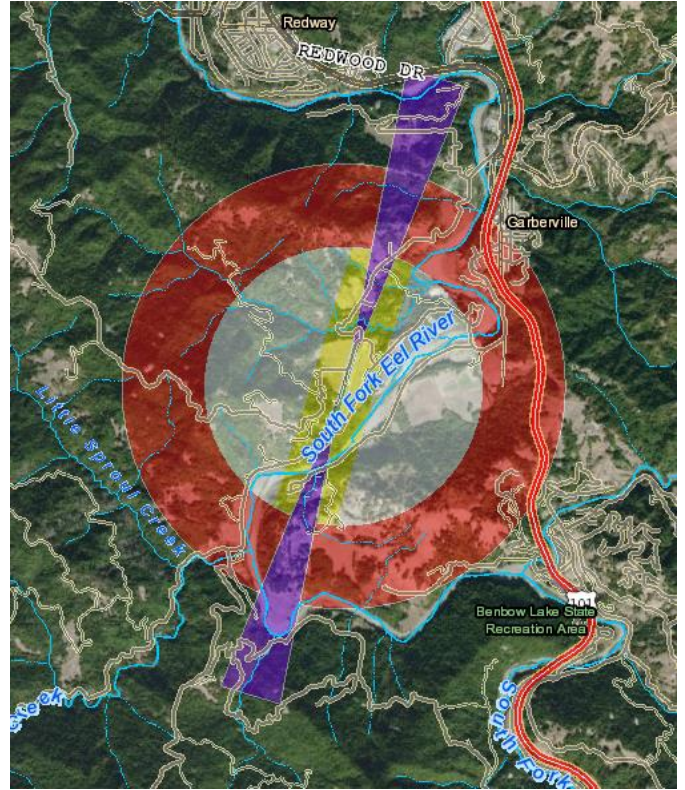 Redway
REDWOOD DR
Garberville
South Fork Eel River
Little Sproul Creek
101
Benbow Lake State
Recreation Area
Creek
South Fork